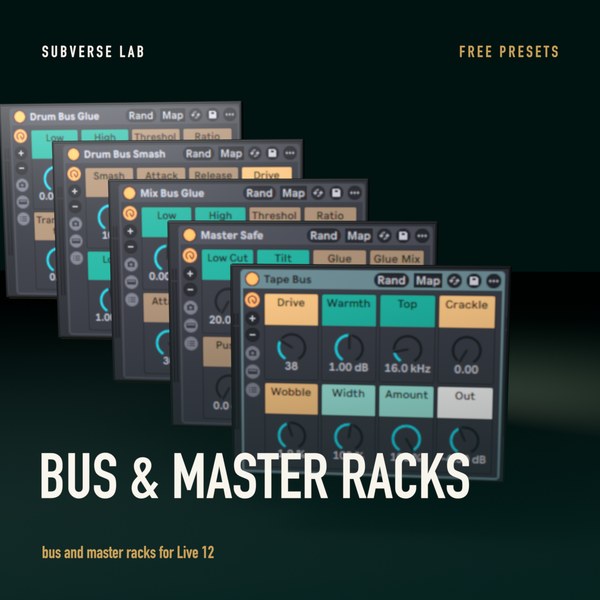 SUBVERSE LAB
FREE PRESETS
Drum Bus Glue Rand Map
Low High Threshol Ratio
Drum Bus Smash Rand Map
Smash Attack Release Drive
Mix Bus Glue Rand Map
Low High Threshol Ratio
Master Safe Rand Map
Low Cut Tilt Glue Glue Mix
Tape Bus Rand Map
Drive Warmth Top Crackle
38 1.00 dB 16.0 kHz 0.00
Wobble Width Amount Out
BUS & MASTER RACKS
bus and master racks for Live 12